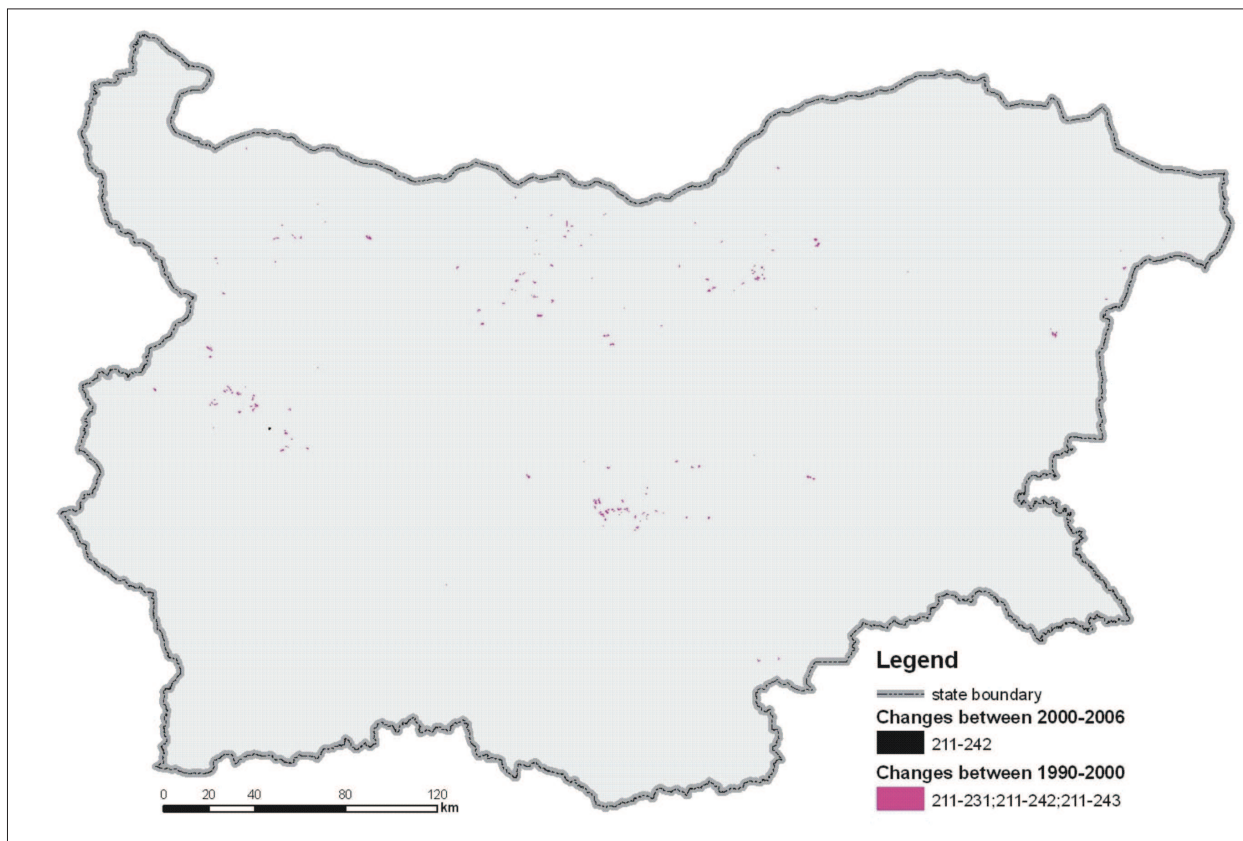 Legend
state boundary
Changes between 2000-2006
211-242
Changes between 1990-2000
211-231;211-242;211-243
0 20 40 80 120
km